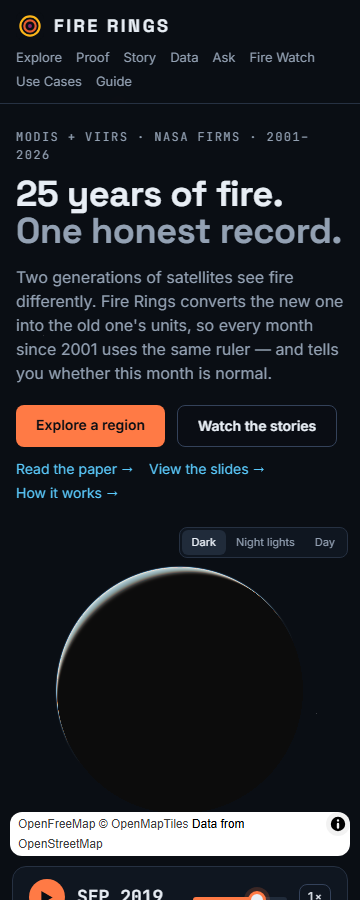 FIRE RINGS
Explore Proof Story Data Ask Fire Watch
Use Cases Guide
MODIS + VIIRS · NASA FIRMS · 2001–
2026
25 years of fire.
One honest record.
Two generations of satellites see fire
differently. Fire Rings converts the new one
into the old one's units, so every month
since 2001 uses the same ruler — and tells
you whether this month is normal.
Explore a region Watch the stories
Read the paper → View the slides →
How it works →
Dark Night lights Day
OpenFreeMap © OpenMapTiles Data from
OpenStreetMap
SEP 2019 1×